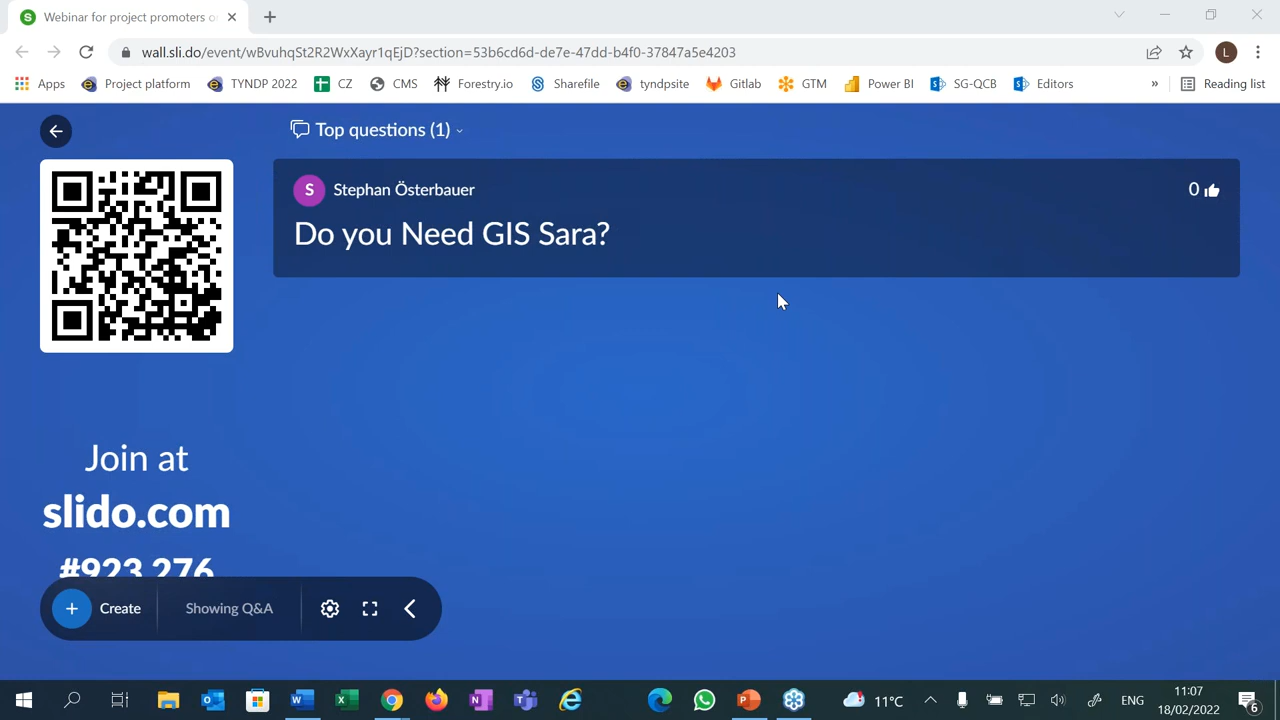 Webinar for project promoters o
wall.sli.do/event/wBvuhqSt2R2WxXayr1qEjD?section=53b6cd6d-de7e-47dd-b4f0-37847a5e4203
L
Apps Project platform TYNDP 2022 CZ CMS Forestry.io Sharefile tyndpsite Gitlab GTM Power BI SG-QCB Editors » Reading list
Top questions (1)
S Stephan Österbauer 0
Do you Need GIS Sara?
Join at
slido.com
#923 276
+ Create Showing Q&A
11°C ENG 11:07
18/02/2022 6